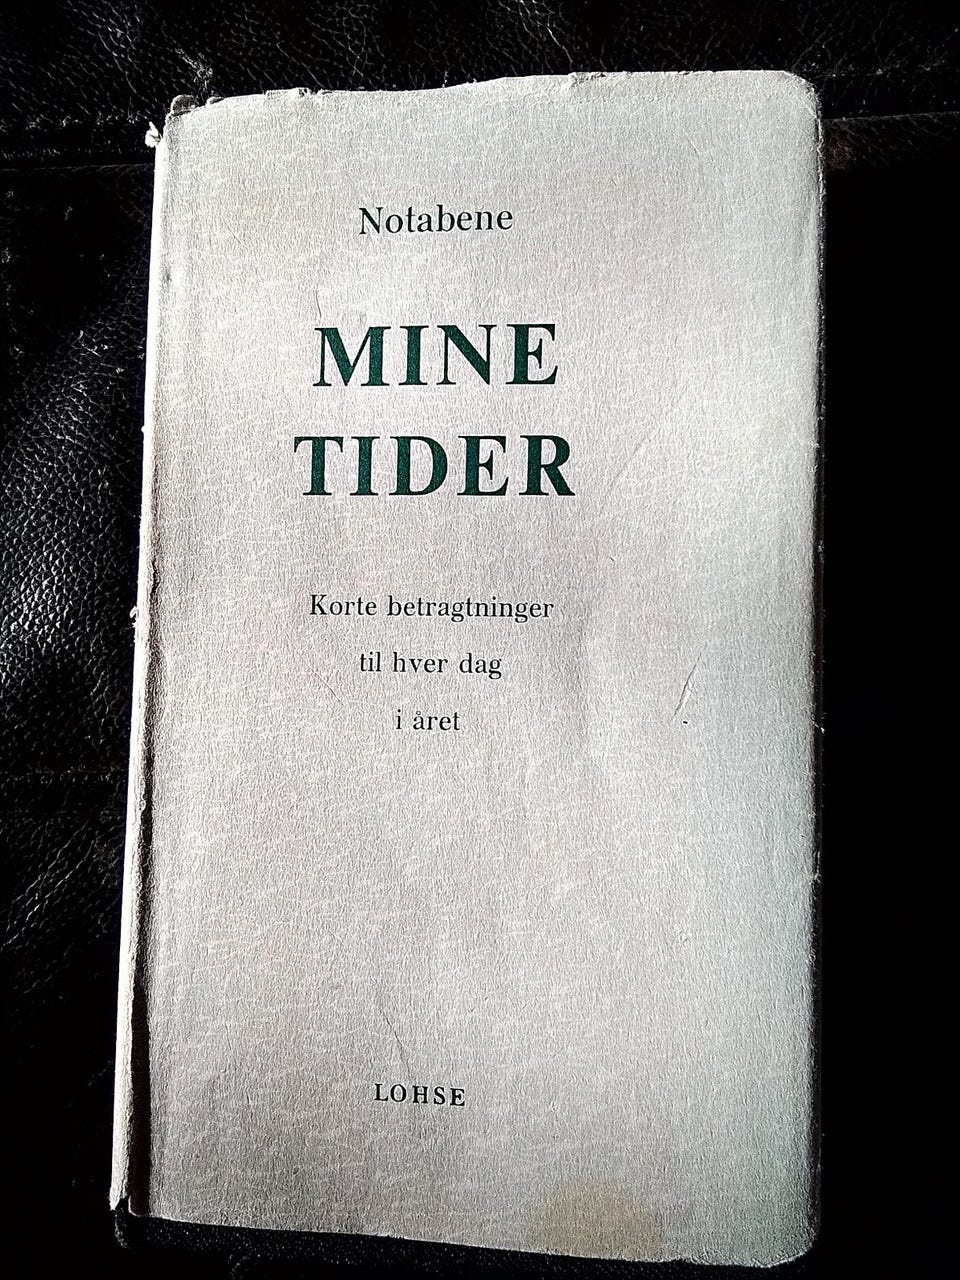 Notabene
MINE
TIDER
Korte betragtninger
til hver dag
i året
LOHSE